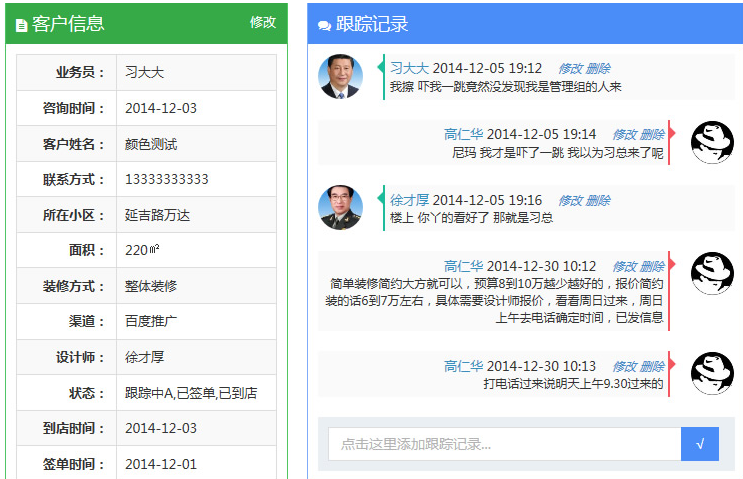 客户信息 修改
业务员： 习大大
咨询时间： 2014-12-03
客户姓名： 颜色测试
联系方式： 13333333333
所在小区： 延吉路万达
面积： 220㎡
装修方式： 整体装修
渠道： 百度推广
设计师： 徐才厚
状态： 跟踪中A,已签单,已到店
到店时间： 2014-12-03
签单时间： 2014-12-01
跟踪记录
习大大 2014-12-05 19:12 修改 删除
我擦 吓我一跳竟然没发现我是管理组的人来
高仁华 2014-12-05 19:14 修改 删除
尼玛 我才是吓了一跳 我以为习总来了呢
徐才厚 2014-12-05 19:16 修改 删除
楼上 你丫的看好了 那就是习总
高仁华 2014-12-30 10:12 修改 删除
简单装修简约大方就可以，预算8到10万越少越好的，报价简约
装的话6到7万左右，具体需要设计师报价，看看周日过来，周日
上午去电话确定时间，已发信息
高仁华 2014-12-30 10:13 修改 删除
打电话过来说明天上午9.30过来的
点击这里添加跟踪记录... √